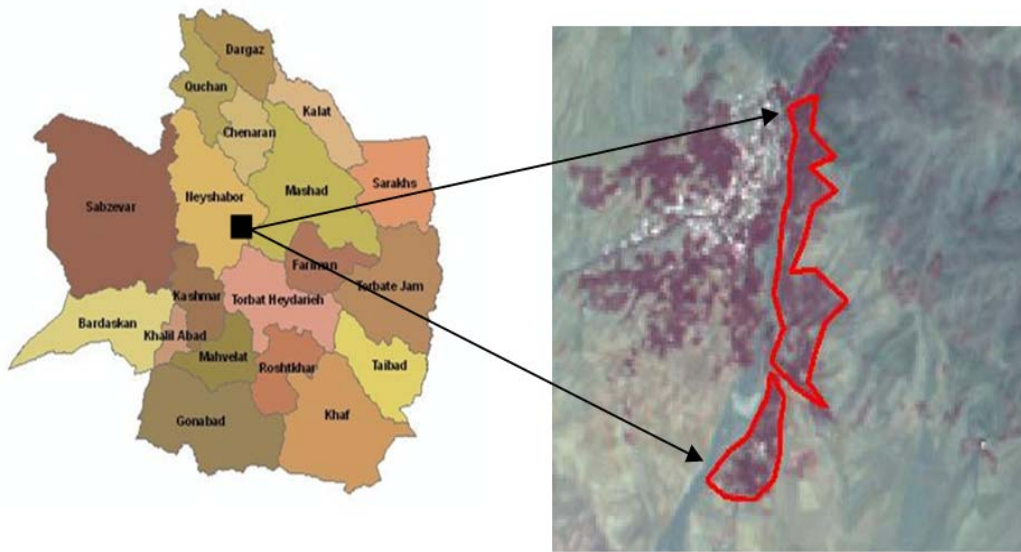 Dargaz
Quchan
Kalat
Chenaran
Neyshabor
Mashad
Sarakhs
Sabzevar
Fariman
Torbate Jam
Kashmar
Torbat Heydarieh
Bardaskan
Khalil Abad
Mahvelat
Roshtkhar
Taibad
Gonabad
Khaf